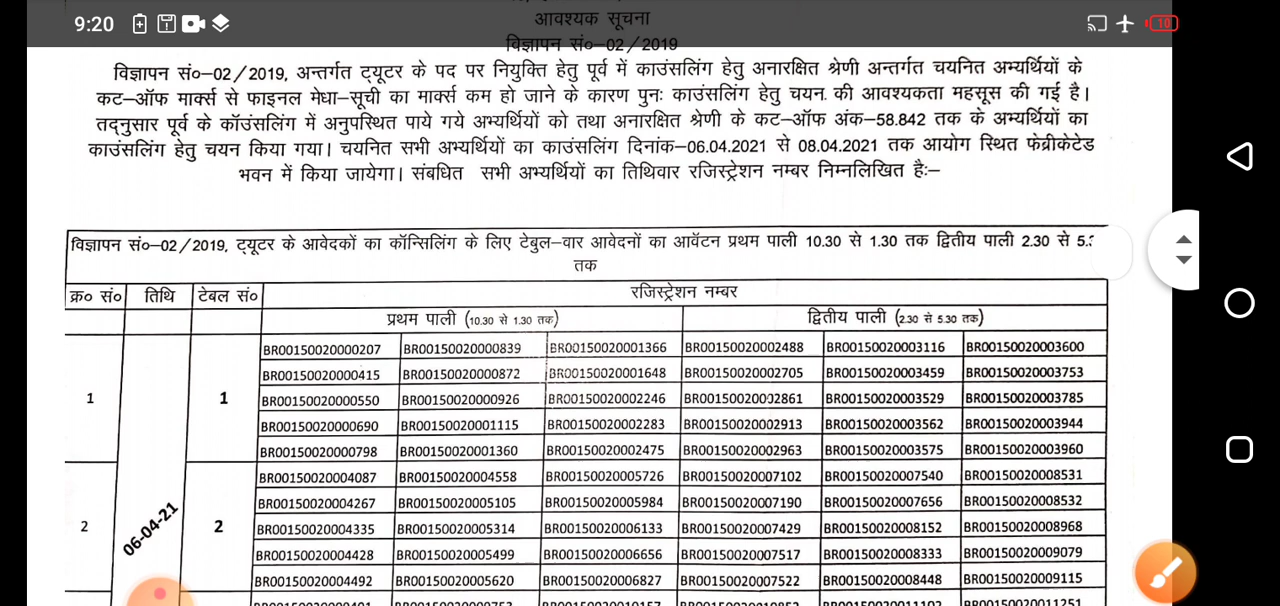 9:20
10
आवश्यक सूचना
विज्ञापन सं०–02/2019
विज्ञापन सं०–02/2019, अन्तर्गत ट्यूटर के पद पर नियुक्ति हेतु पूर्व में काउंसलिंग हेतु अनारक्षित श्रेणी अन्तर्गत चयनित अभ्यर्थियों के
कट–ऑफ मार्क्स से फाइनल मेधा–सूची का मार्क्स कम हो जाने के कारण पुनः काउंसलिंग हेतु चयन की आवश्यकता महसूस की गई है।
तद्नुसार पूर्व के कॉउंसलिंग में अनुपस्थित पाये गये अभ्यर्थियों को तथा अनारक्षित श्रेणी के कट–ऑफ अंक–58.842 तक के अभ्यर्थियों का
काउंसलिंग हेतु चयन किया गया। चयनित सभी अभ्यर्थियों का काउंसलिंग दिनांक–06.04.2021 से 08.04.2021 तक आयोग स्थित फेब्रीकेटेड
भवन में किया जायेगा। संबधित सभी अभ्यर्थियों का तिथिवार रजिस्ट्रेशन नम्बर निम्नलिखित है:–
विज्ञापन सं०–02/2019, ट्यूटर के आवेदकों का कॉन्सिलिंग के लिए टेबुल–वार आवेदनों का आवॅटन प्रथम पाली 10.30 से 1.30 तक द्वितीय पाली 2.30 से
तक
क्र० सं० तिथि टेबल सं० रजिस्ट्रेशन नम्बर
प्रथम पाली (10.30 से 1.30 तक) द्वितीय पाली (2.30 से 5.30 तक)
BR00150020000207 BR00150020000839 BR00150020001366 BR00150020002488 BR00150020003116 BR00150020003600
BR00150020000415 BR00150020000872 BR00150020001648 BR00150020002705 BR00150020003459 BR00150020003753
1 1 BR00150020000550 BR00150020000926 BR00150020002246 BR00150020002861 BR00150020003529 BR00150020003785
BR00150020000690 BR00150020001115 BR00150020002283 BR00150020002913 BR00150020003562 BR00150020003944
BR00150020000798 BR00150020001360 BR00150020002475 BR00150020002963 BR00150020003575 BR00150020003960
BR00150020004087 BR00150020004558 BR00150020005726 BR00150020007102 BR00150020007540 BR00150020008531
BR00150020004267 BR00150020005105 BR00150020005984 BR00150020007190 BR00150020007656 BR00150020008532
2 06-04-21 2 BR00150020004335 BR00150020005314 BR00150020006133 BR00150020007429 BR00150020008152 BR00150020008968
BR00150020004428 BR00150020005499 BR00150020006656 BR00150020007517 BR00150020008333 BR00150020009079
BR00150020004492 BR00150020005620 BR00150020006827 BR00150020007522 BR00150020008448 BR00150020009115